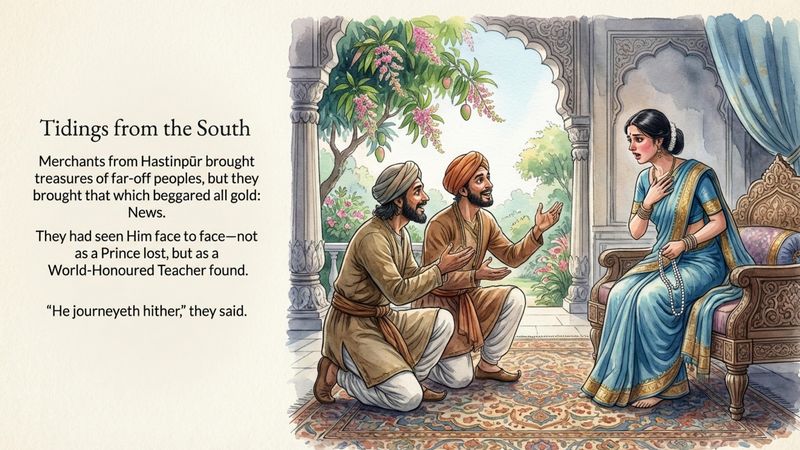 Tidings from the South
Merchants from Hastinpūr brought
treasures of far-off peoples, but they
brought that which beggared all gold:
News.
They had seen Him face to face—not
as a Prince lost, but as a
World-Honoured Teacher found.
“He journeyeth hither,” they said.